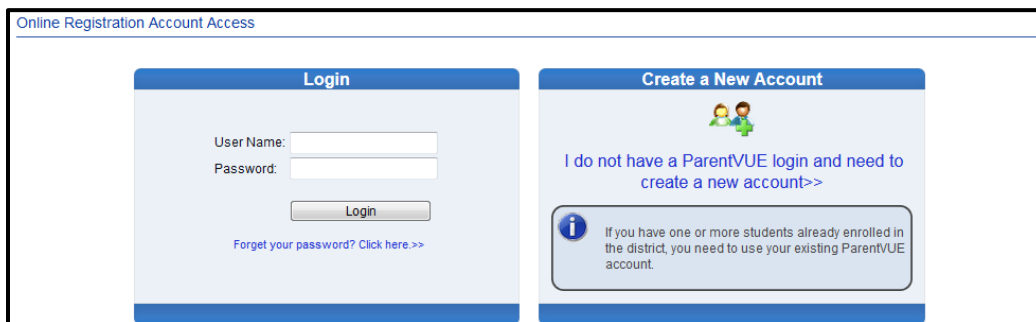 Online Registration Account Access
Login
User Name:
Password:
Login
Forget your password? Click here.>>
Create a New Account
I do not have a ParentVUE login and need to
create a new account>>
If you have one or more students already enrolled in
the district, you need to use your existing ParentVUE
account.